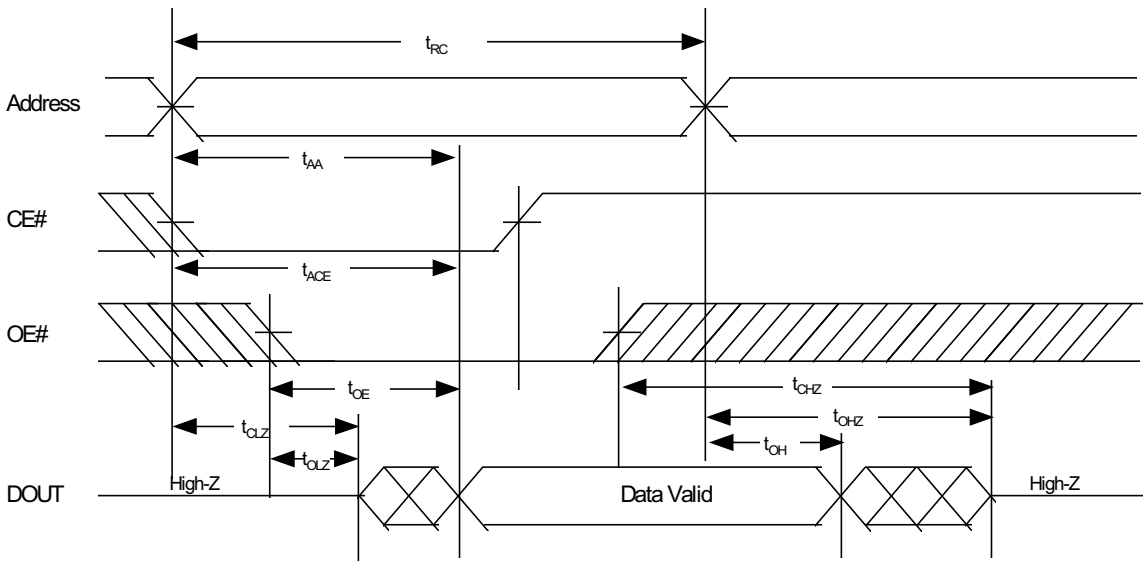 tRC
Address
tAA
CE#
tACE
OE#
tOE
tCHZ
tCLZ
tOHZ
tOLZ
tOH
DOUT
High-Z
Data Valid
High-Z